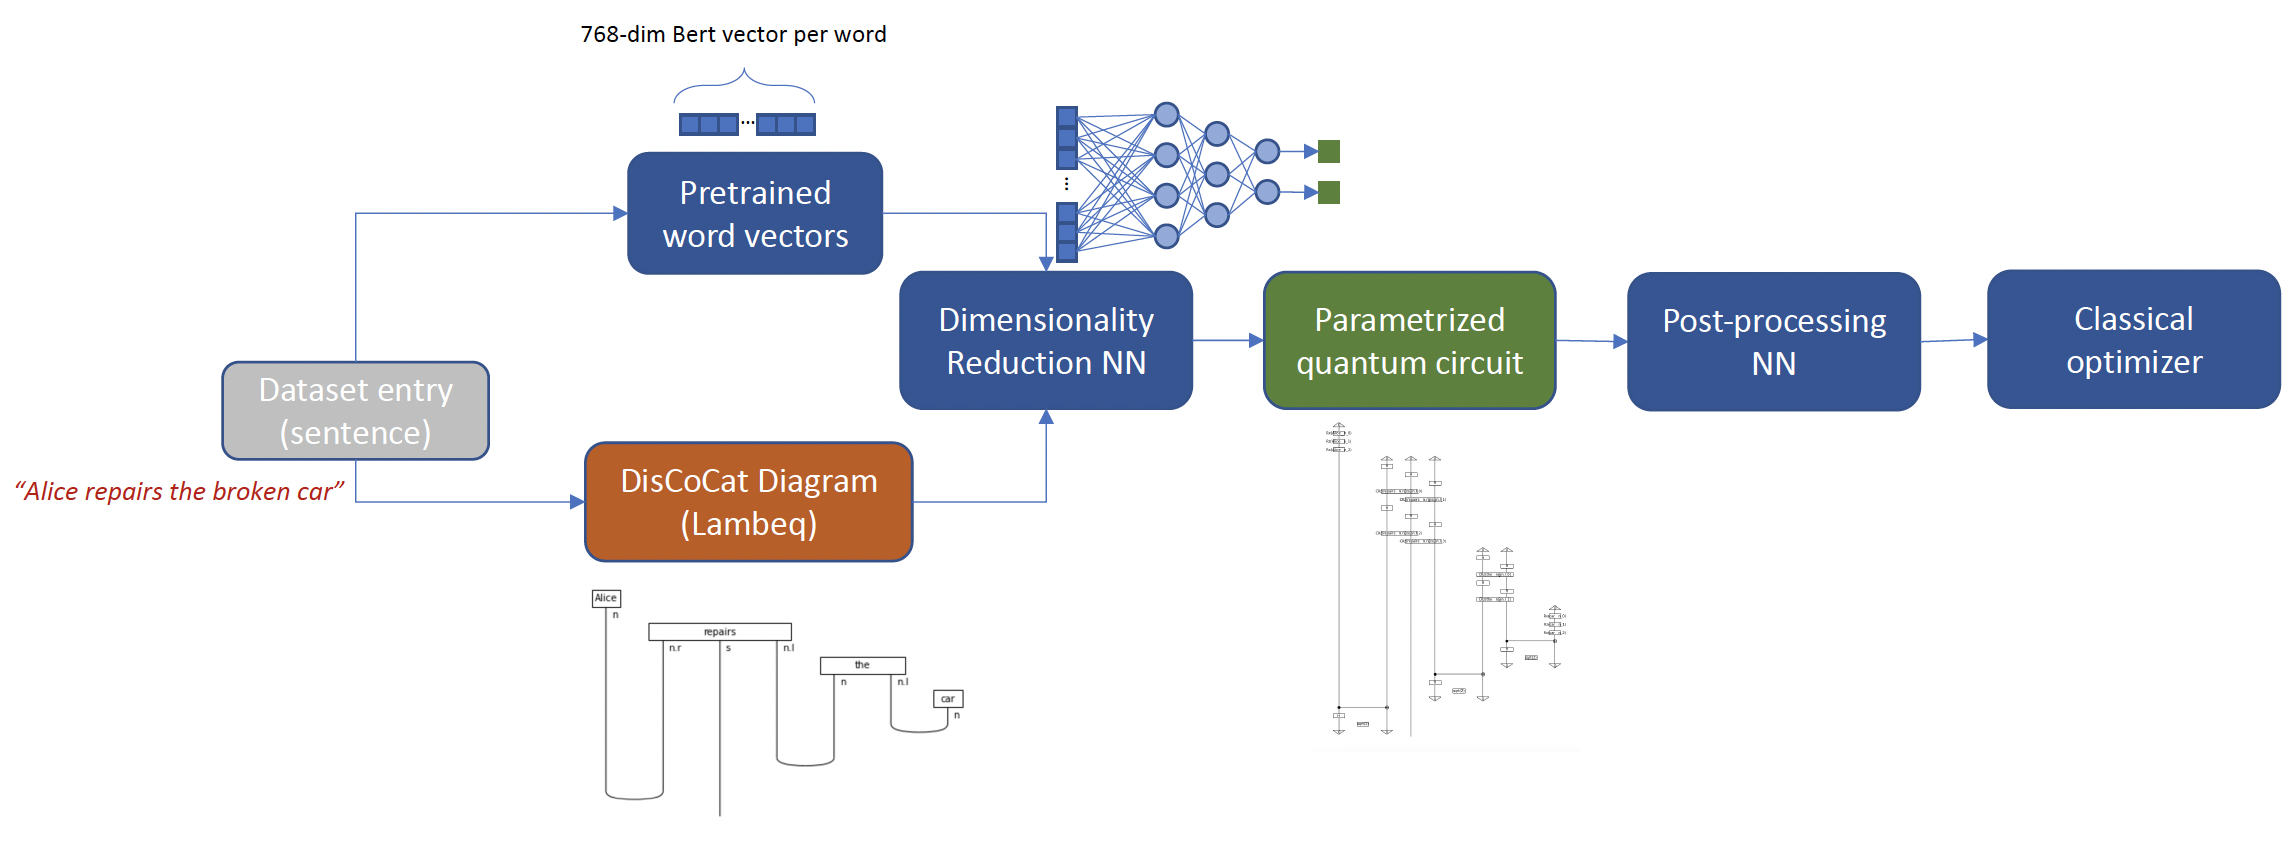 768-dim Bert vector per word
Pretrained
word vectors
Dimensionality
Reduction NN
Parametrized
quantum circuit
Post-processing
NN
Classical
optimizer
Dataset entry
(sentence)
“Alice repairs the broken car”
DisCoCat Diagram
(Lambeq)
Alice
n
repairs
n.r
s
n.l
the
n
n.l
car
n